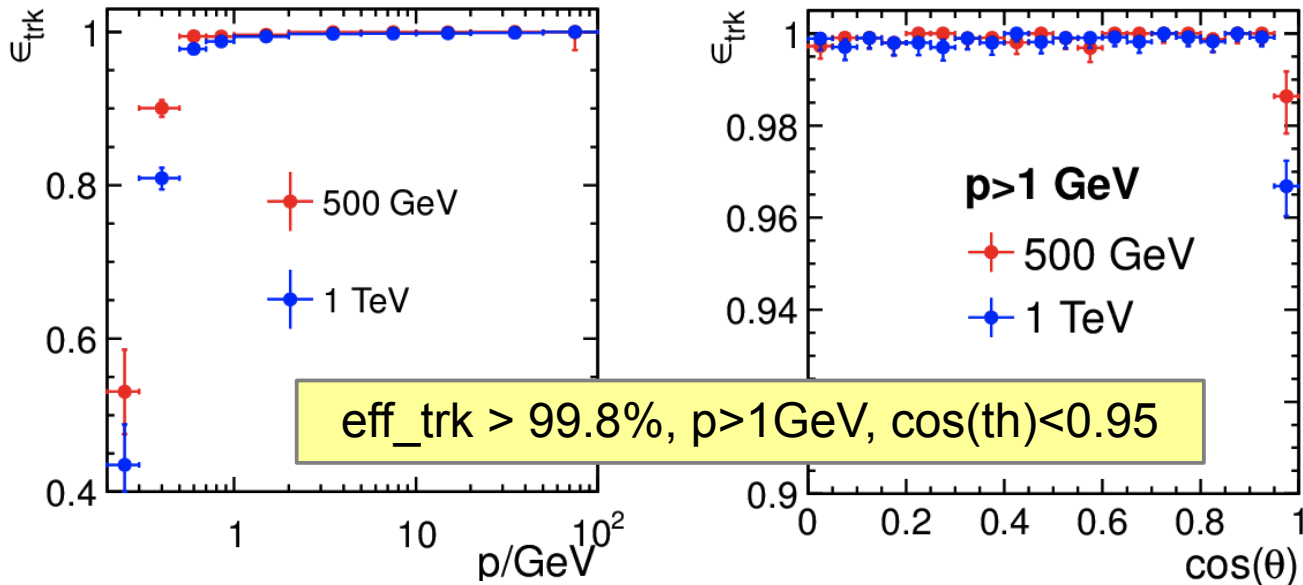 ϵtrk
1
0.8
0.6
0.4
500 GeV
1 TeV
1
10
10²
p/GeV
ϵtrk
1
0.98
0.96
0.94
0.9
p>1 GeV
500 GeV
1 TeV
eff_trk > 99.8%, p>1GeV, cos(th)<0.95
0 0.2 0.4 0.6 0.8 1
cos(θ)